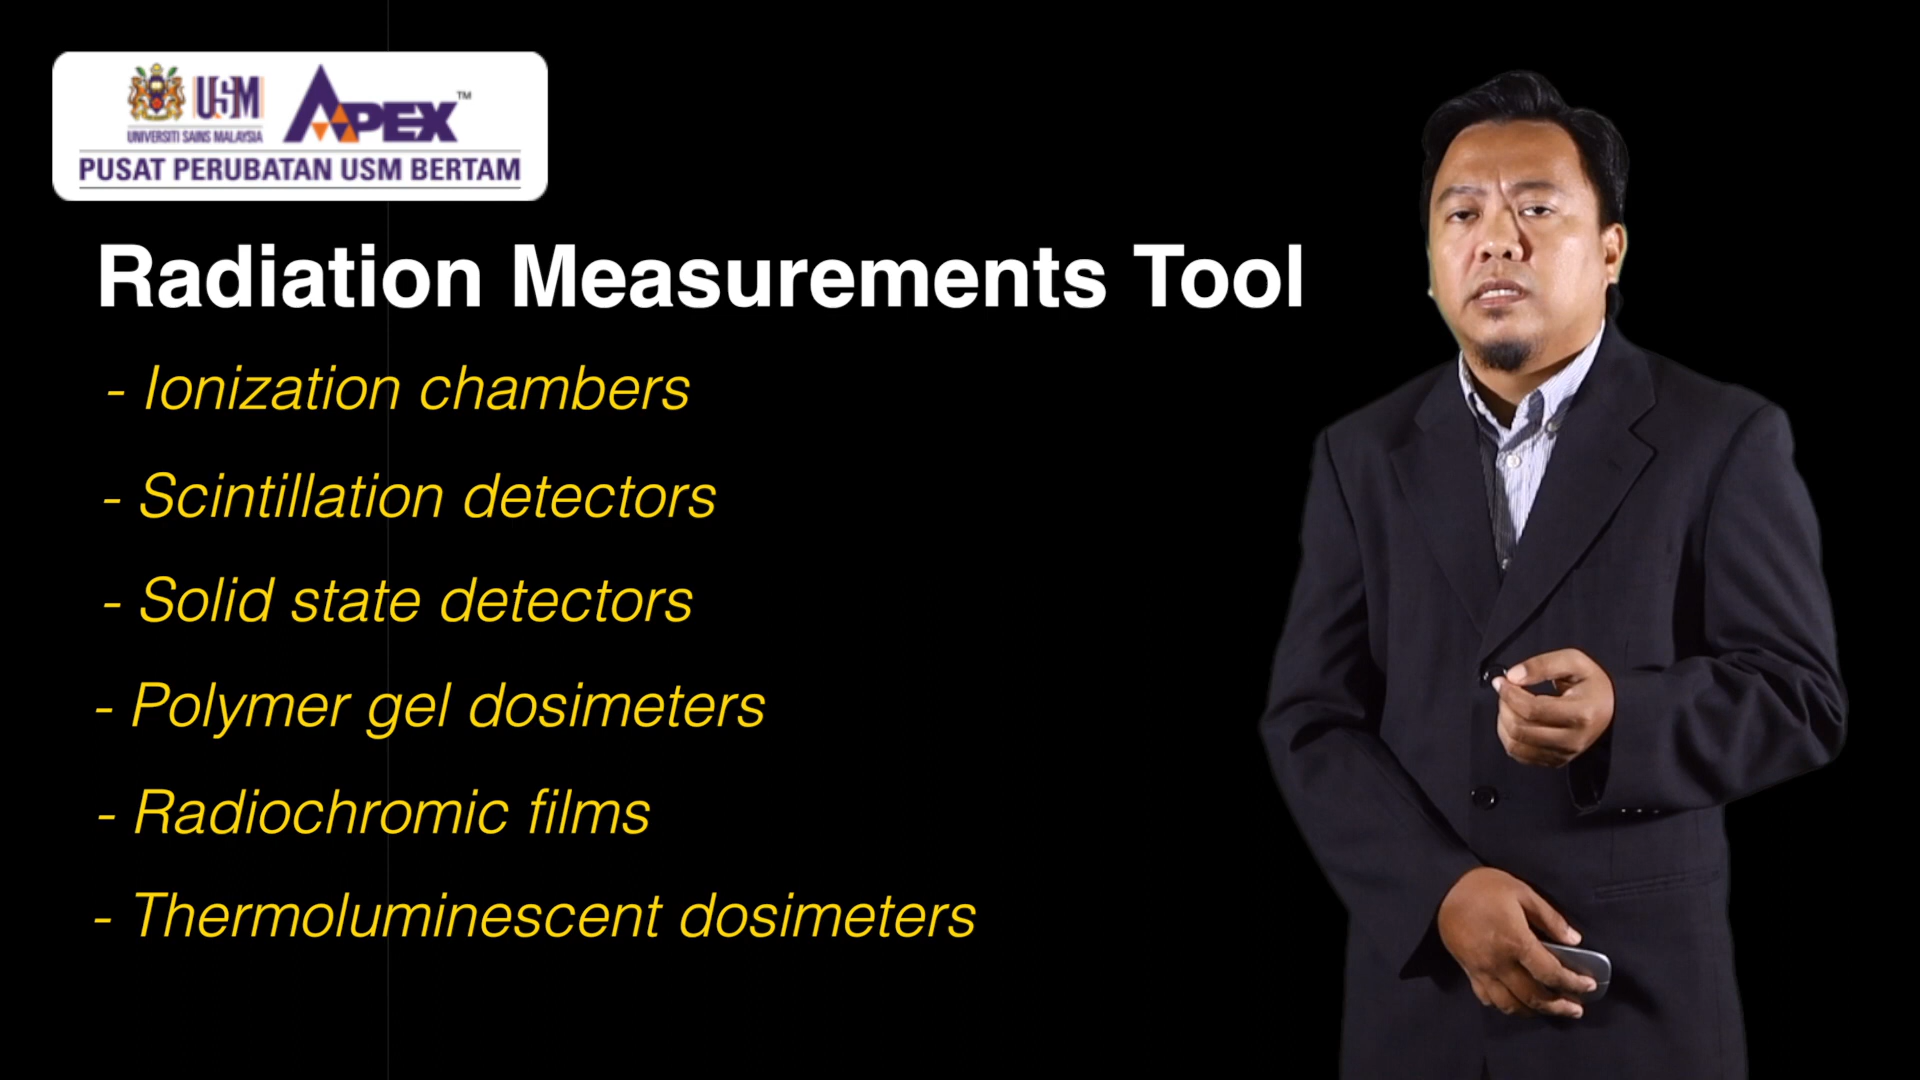 USM
UNIVERSITI SAINS MALAYSIA
APEX™
PUSAT PERUBATAN USM BERTAM
Radiation Measurements Tool
- Ionization chambers
- Scintillation detectors
- Solid state detectors
- Polymer gel dosimeters
- Radiochromic films
- Thermoluminescent dosimeters